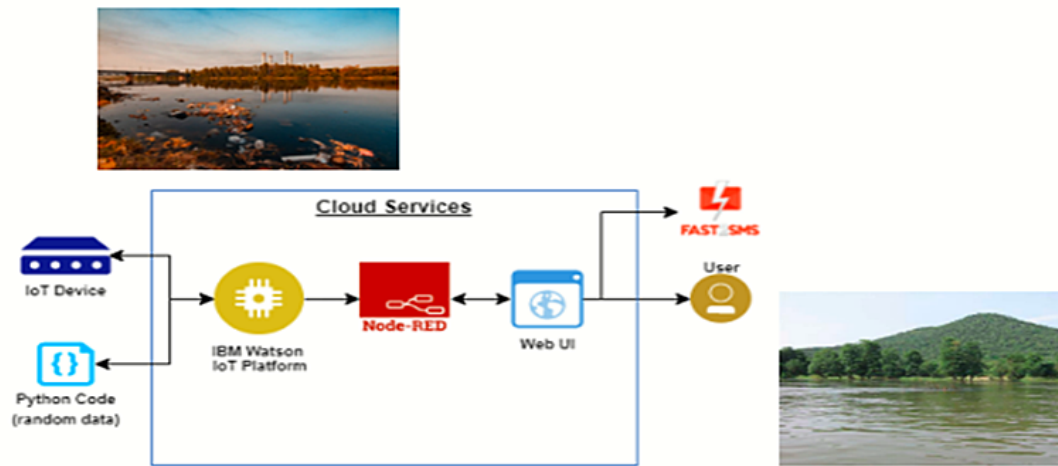 Cloud Services
FAST2SMS
User
IoT Device
Node-RED
Web UI
IBM Watson
IoT Platform
{}
Python Code
(random data)